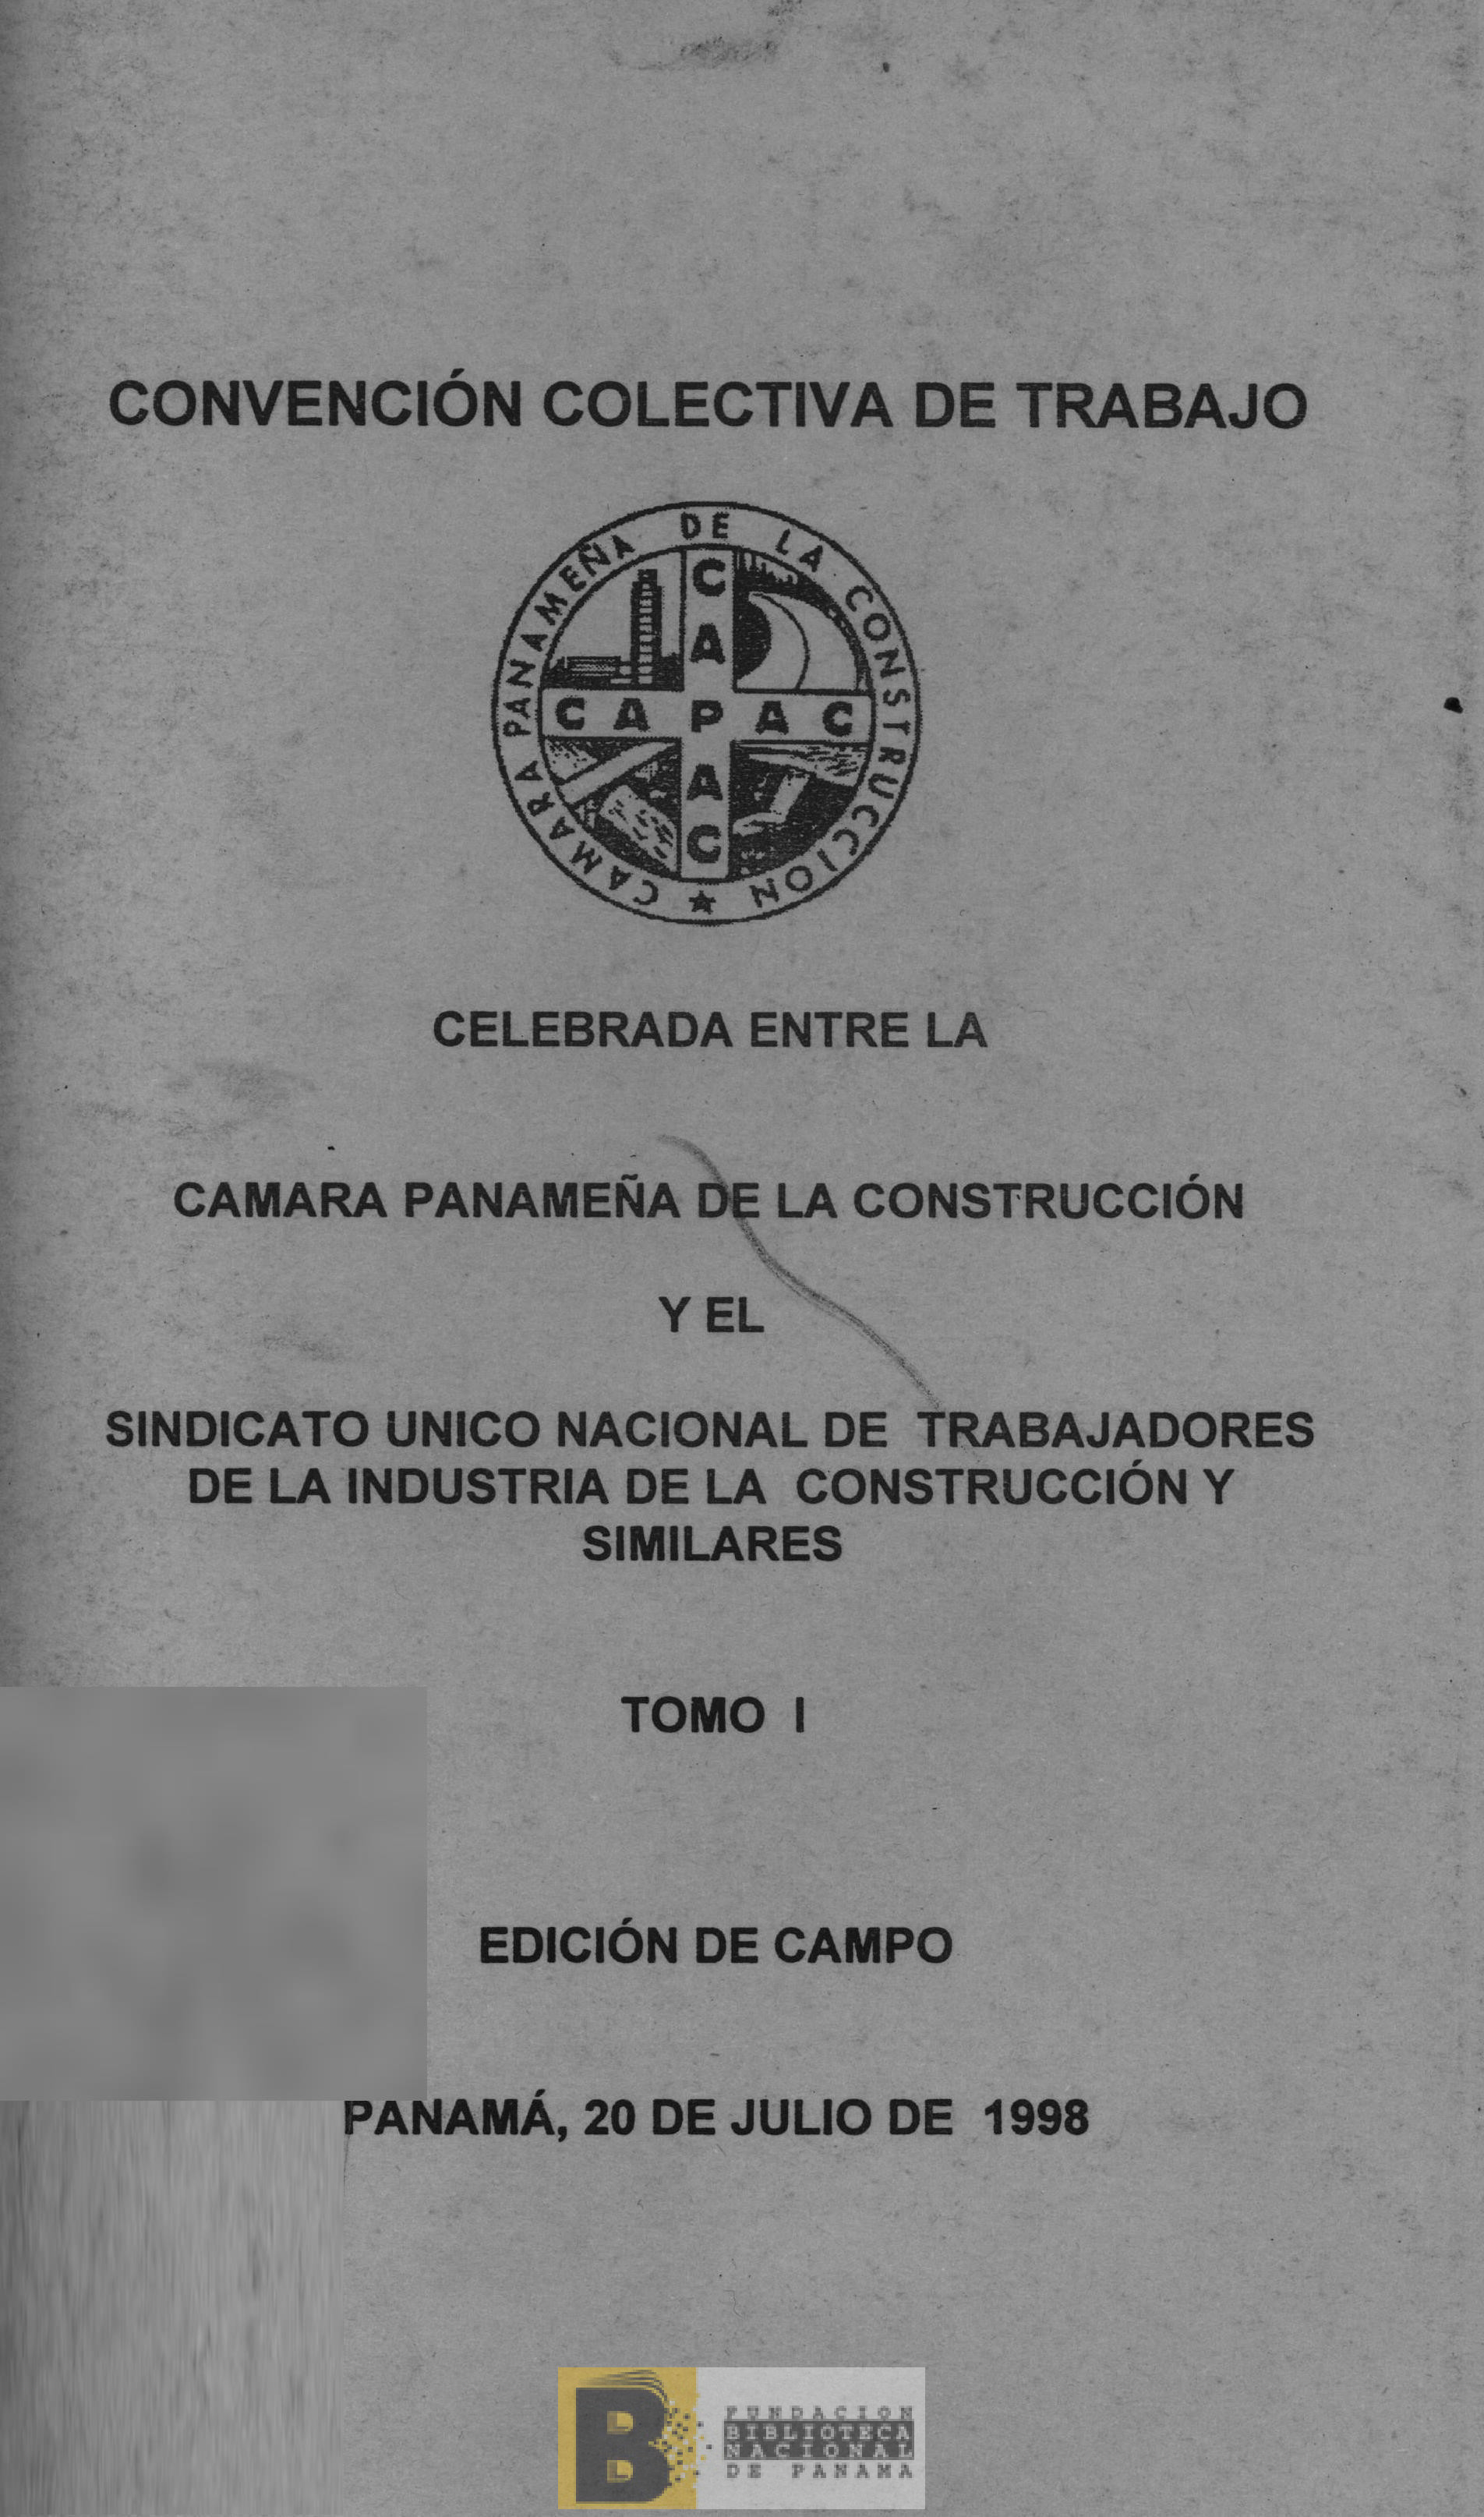 CONVENCIÓN COLECTIVA DE TRABAJO
CAMARA PANAMEÑA DE LA CONSTRUCCION
C
A
CAPAC
A
C
CELEBRADA ENTRE LA
CAMARA PANAMEÑA DE LA CONSTRUCCIÓN
Y EL
SINDICATO UNICO NACIONAL DE TRABAJADORES
DE LA INDUSTRIA DE LA CONSTRUCCIÓN Y
SIMILARES
TOMO I
EDICIÓN DE CAMPO
PANAMÁ, 20 DE JULIO DE 1998
B
FUNDACION
BIBLIOTECA
NACIONAL
DE PANAMA